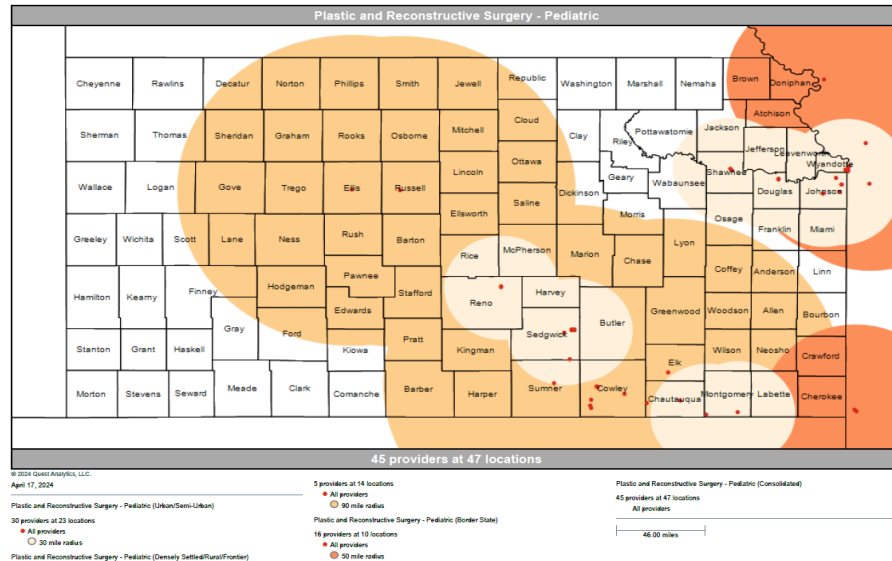 Plastic and Reconstructive Surgery - Pediatric
Cheyenne Rawlins Decatur Norton Phillips Smith Jewell Republic Washington Marshall Nemaha Brown Doniphan
Atchison
Sherman Thomas Sheridan Graham Rooks Osborne Mitchell Cloud Clay Riley Pottawatomie Jackson
Jefferson Leavenworth
Wyandotte
Ottawa
Lincoln
Wallace Logan Gove Trego Ellis Russell Dickinson Geary Wabaunsee Shawnee Douglas Johnson
Saline
Ellsworth
Morris
Osage
Greeley Wichita Scott Lane Ness Rush Barton Lyon Franklin Miami
Rice McPherson Marion Chase
Pawnee
Coffey Anderson Linn
Hamilton Kearny Finney Hodgeman Stafford Reno Harvey
Edwards
Greenwood Woodson Allen Bourbon
Gray Ford Sedgwick Butler
Pratt
Stanton Grant Haskell Kiowa Kingman Wilson Neosho Crawford
Elk
Morton Stevens Seward Meade Clark Comanche Barber Harper Sumner Cowley Chautauqua Montgomery Labette Cherokee
45 providers at 47 locations
© 2024 Quest Analytics, LLC.
April 17, 2024
Plastic and Reconstructive Surgery - Pediatric (Urban/Semi-Urban)
30 providers at 23 locations
All providers
30 mile radius
Plastic and Reconstructive Surgery - Pediatric (Densely Settled/Rural/Frontier)
5 providers at 14 locations
All providers
90 mile radius
Plastic and Reconstructive Surgery - Pediatric (Border State)
16 providers at 10 locations
All providers
50 mile radius
Plastic and Reconstructive Surgery - Pediatric (Consolidated)
45 providers at 47 locations
All providers
46.00 miles